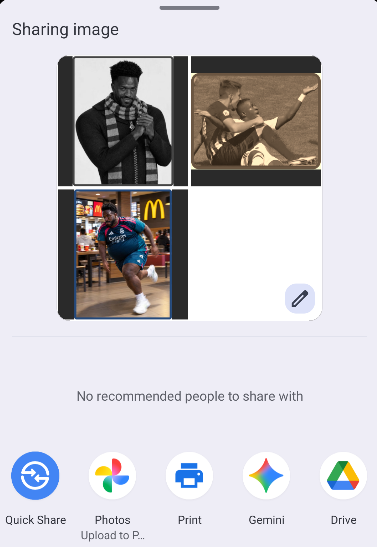 Sharing image
No recommended people to share with
Quick Share
Photos
Upload to P...
Print
Gemini
Drive